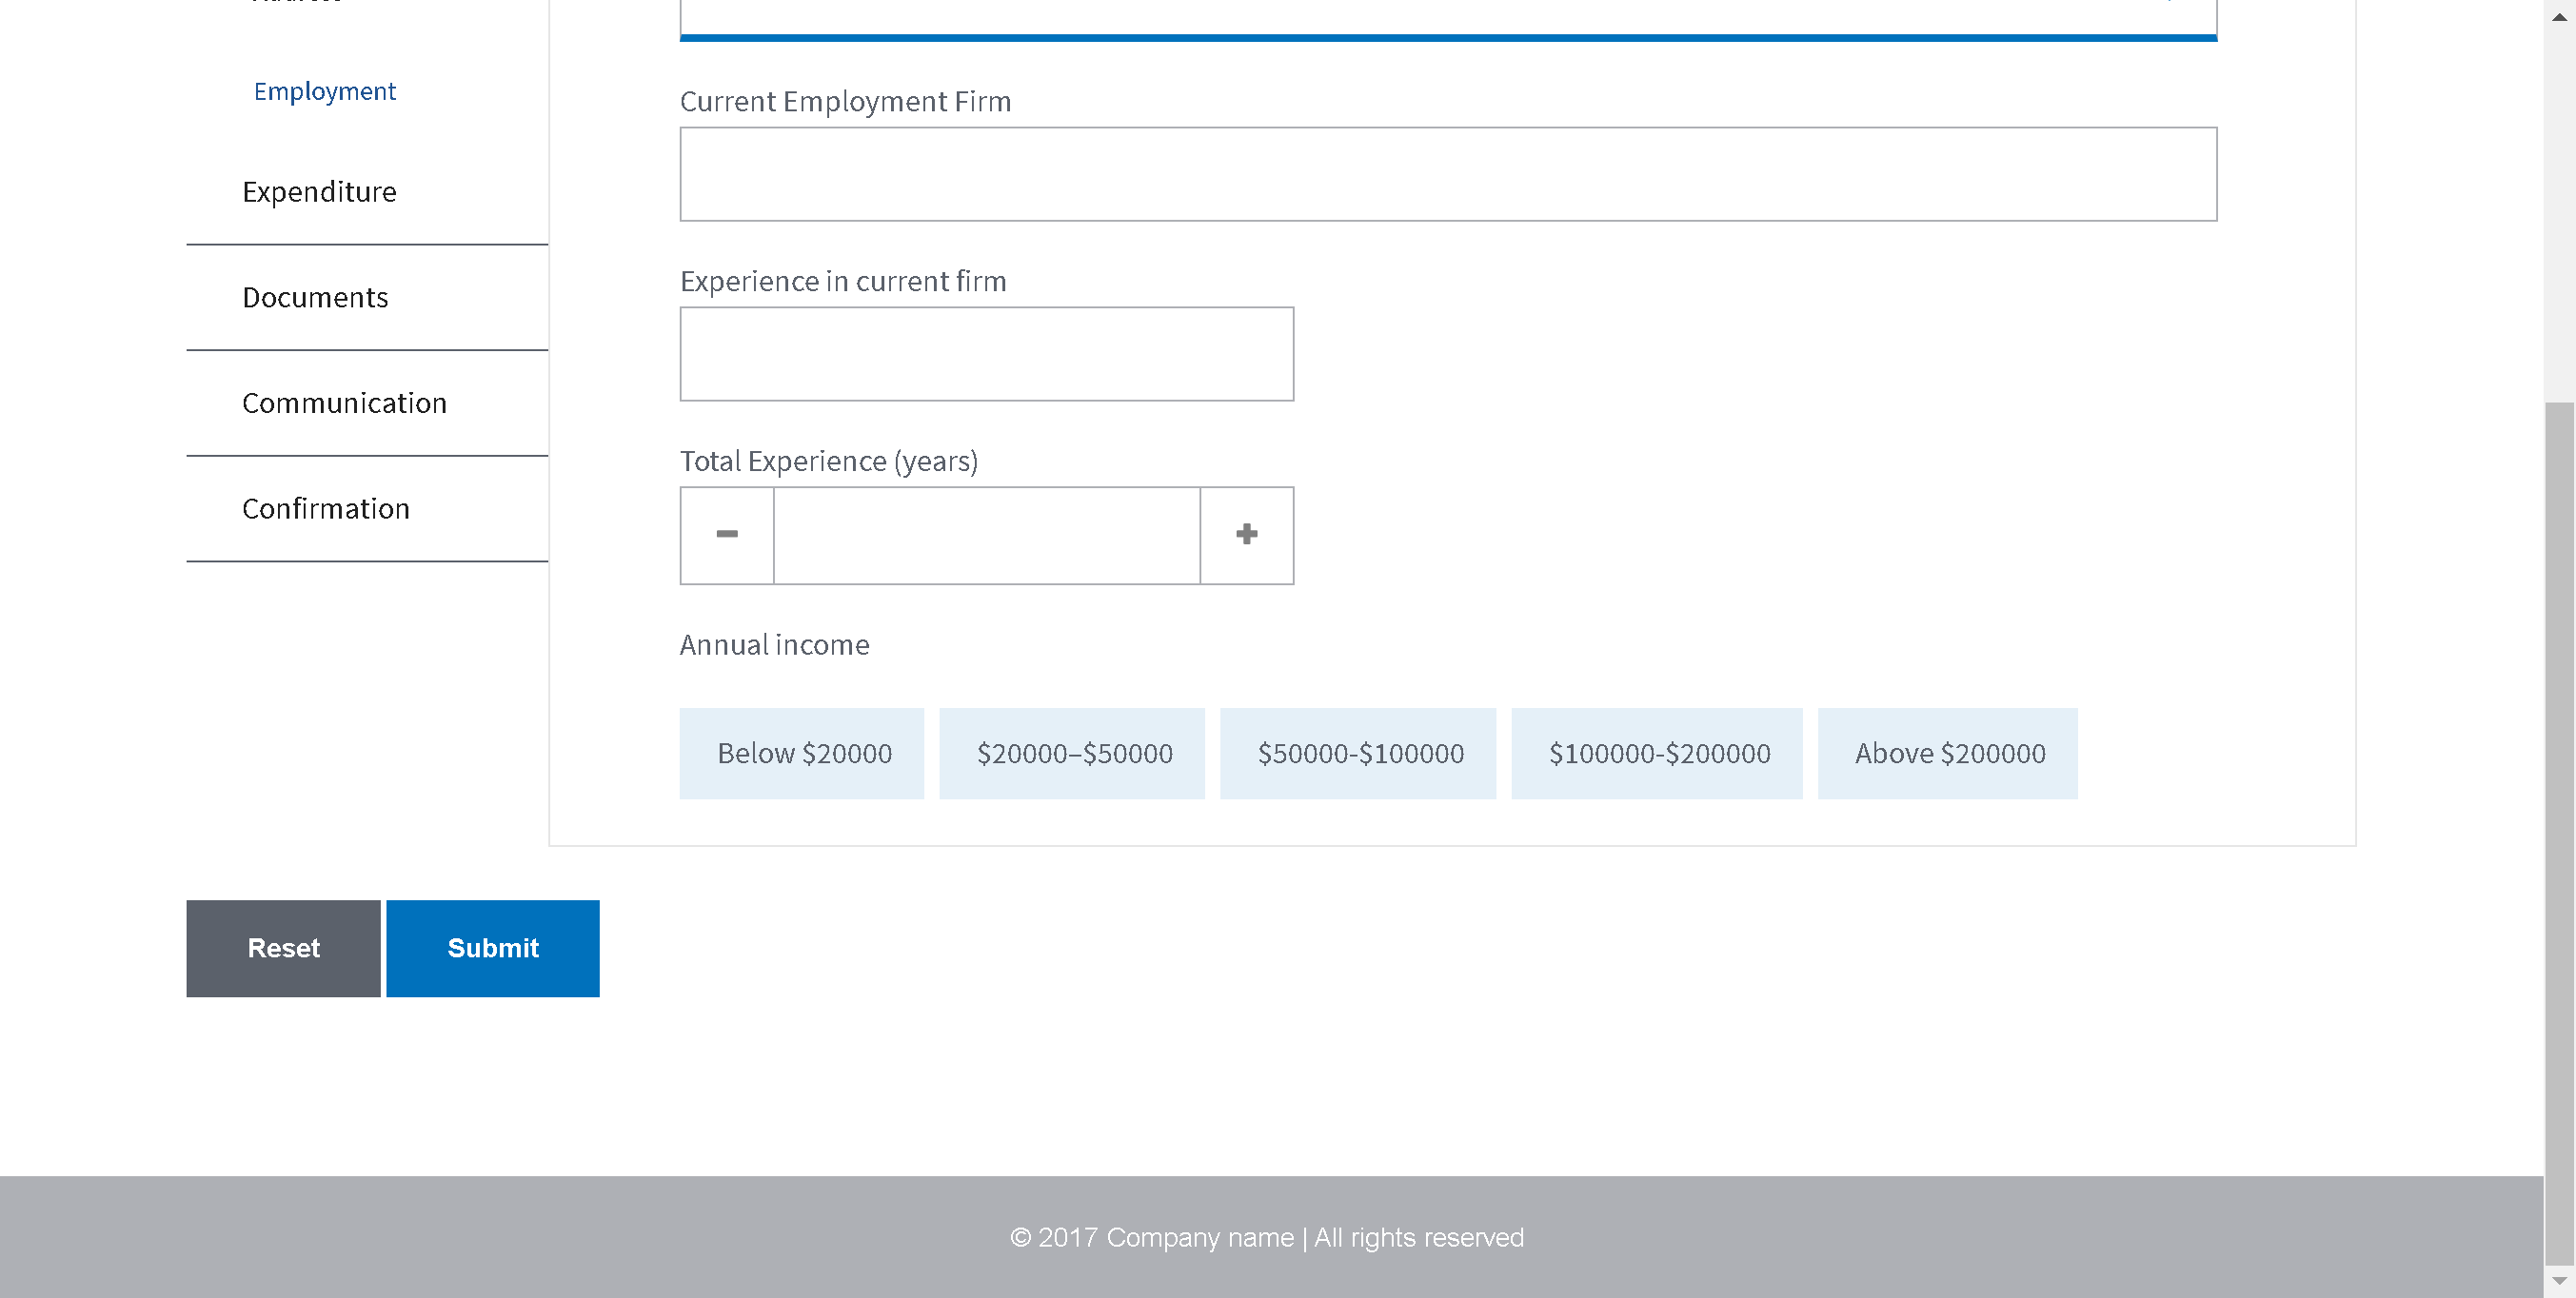 Employment
Expenditure
Documents
Communication
Confirmation
Current Employment Firm
Experience in current firm
Total Experience (years)
Annual income
Below $20000
$20000–$50000
$50000-$100000
$100000-$200000
Above $200000
Reset
Submit
© 2017 Company name | All rights reserved